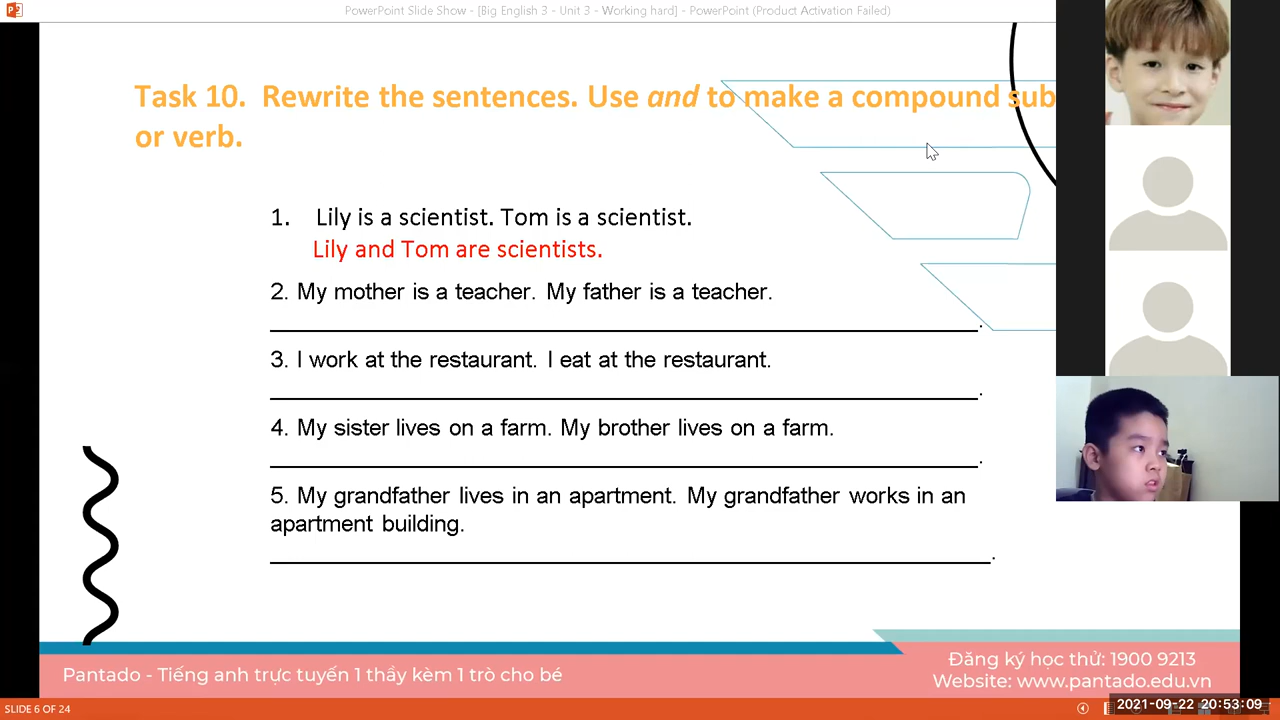 PowerPoint Slide Show - [Big English 3 - Unit 3 - Working hard] - PowerPoint (Product Activation Failed)
Task 10. Rewrite the sentences. Use and to make a compound sub
or verb.
1. Lily is a scientist. Tom is a scientist.
Lily and Tom are scientists.
2. My mother is a teacher. My father is a teacher.
3. I work at the restaurant. I eat at the restaurant.
4. My sister lives on a farm. My brother lives on a farm.
5. My grandfather lives in an apartment. My grandfather works in an
apartment building.
Pantado - Tiếng anh trực tuyến 1 thầy kèm 1 trò cho bé
Đăng ký học thử: 1900 9213
Website: www.pantado.edu.vn
SLIDE 6 OF 24
2021-09-22 20:53:09